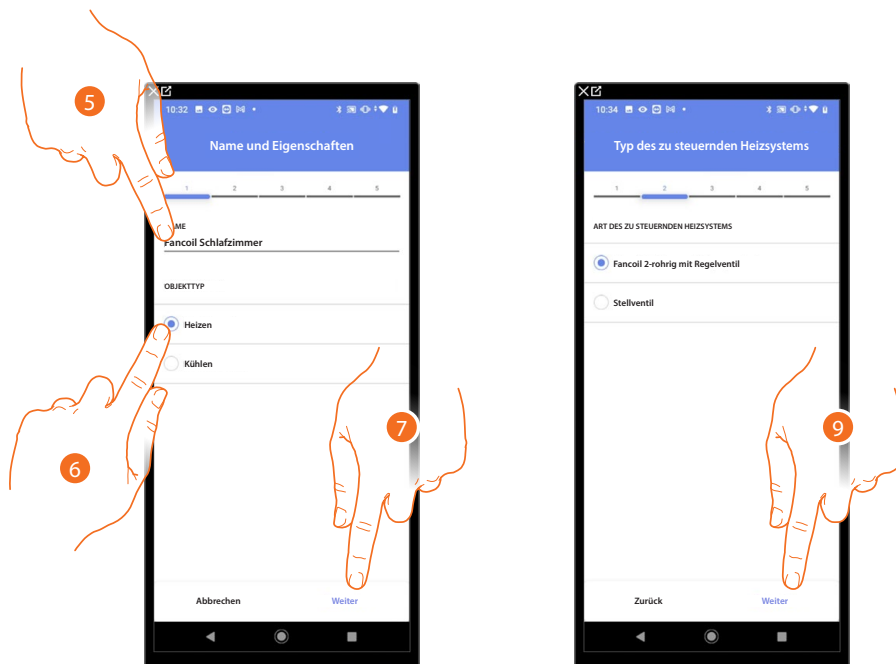 10:32
Name und Eigenschaften
1 2 3 4 5
Fancoil Schlafzimmer
OBJEKTTYP
Heizen
Kühlen
Abbrechen Weiter
5
6
7
10:34
Typ des zu steuernden Heizsystems
1 2 3 4 5
ART DES ZU STEUERNDEN HEIZSYSTEMS
Fancoil 2-rohrig mit Regelventil
Stellventil
Zurück Weiter
9